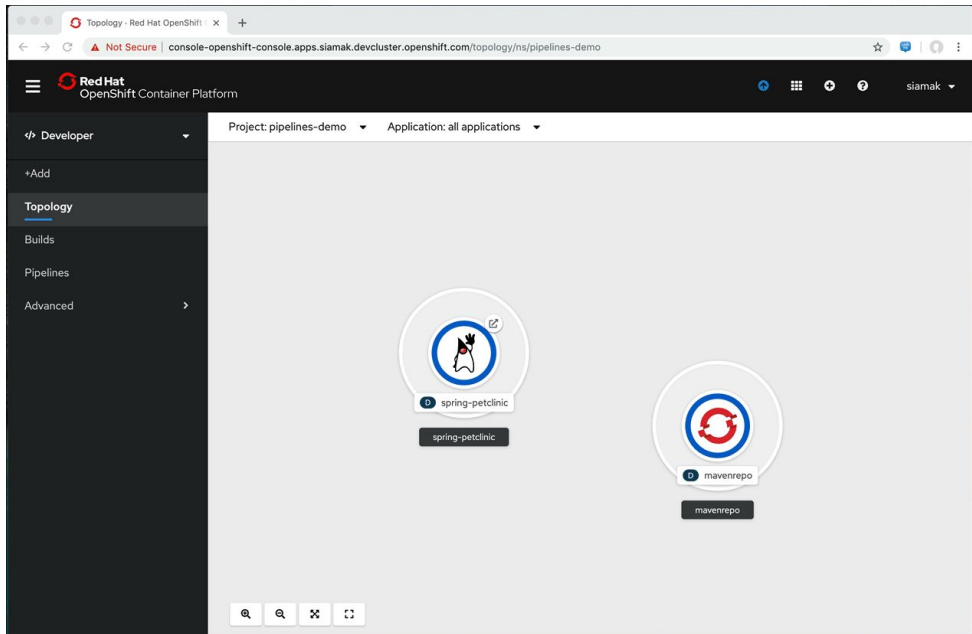 Topology · Red Hat OpenShift
Not Secure | console-openshift-console.apps.siamak.devcluster.openshift.com/topology/ns/pipelines-demo
Red Hat
OpenShift Container Platform
siamak
</> Developer
Project: pipelines-demo
Application: all applications
+Add
Topology
Builds
Pipelines
Advanced
D spring-petclinic
spring-petclinic
D mavenrepo
mavenrepo